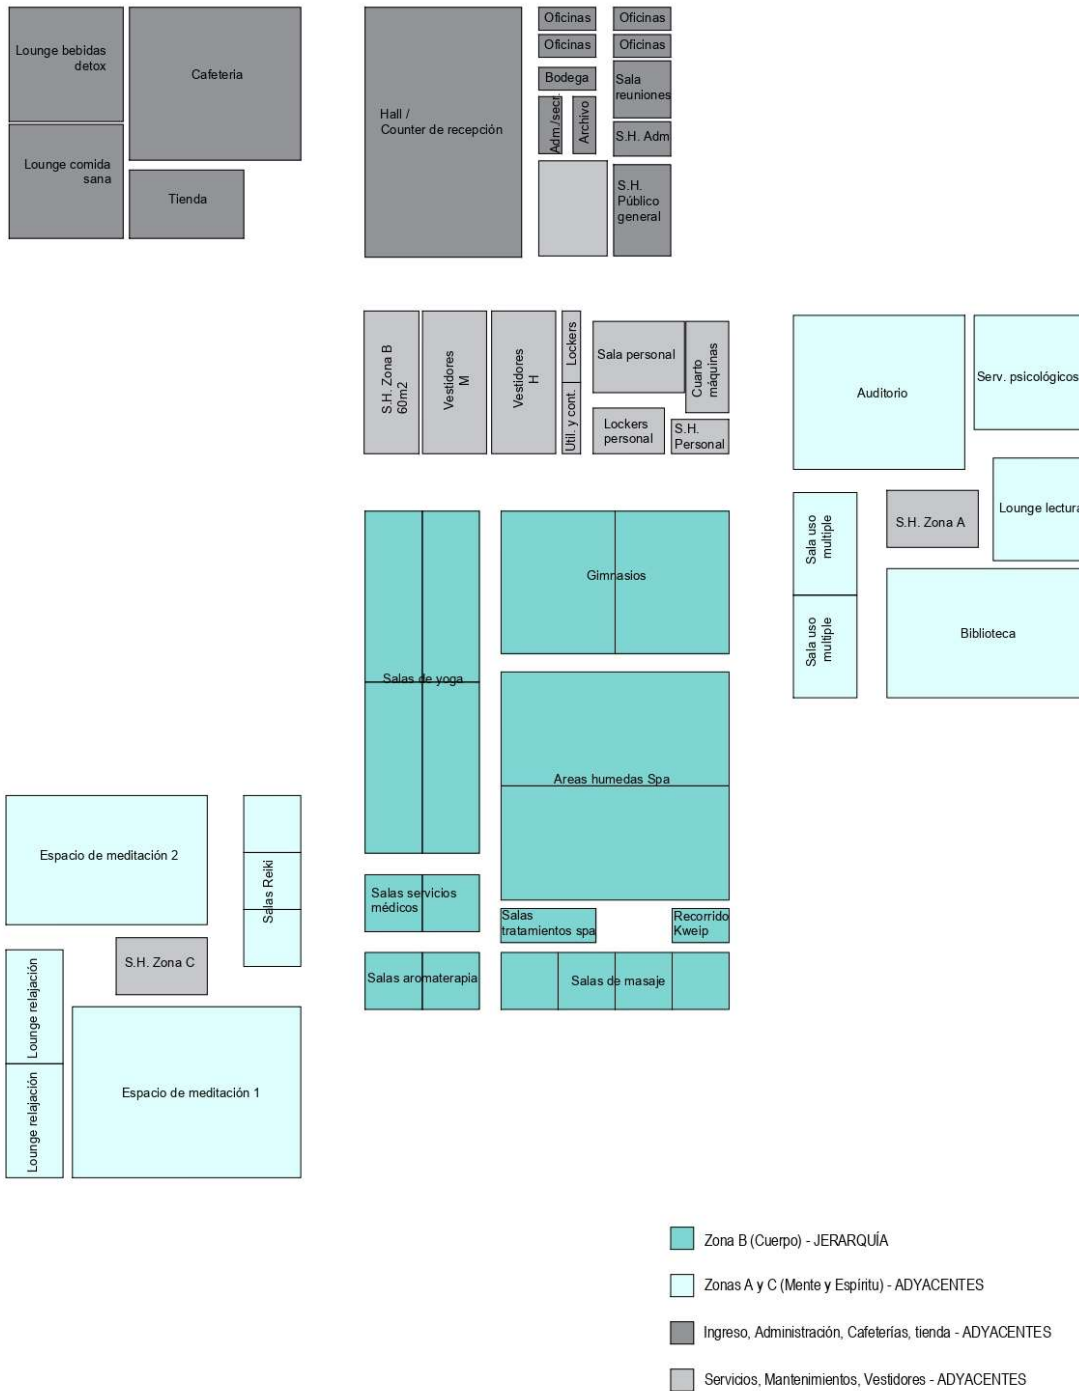 Lounge bebidas
detox
Cafeteria
Lounge comida
sana
Tienda
Hall /
Counter de recepción
Oficinas
Oficinas
Oficinas
Oficinas
Bodega
Sala
reuniones
Adm./secr.
Archivo
S.H. Adm
S.H.
Público
general
S.H. Zona B
60m2
Vestidores
M
Vestidores
H
Lockers
Util. y cont.
Sala personal
Cuarto
máquinas
Lockers
personal
S.H.
Personal
Auditorio
Serv. psicológicos
Sala uso
multiple
S.H. Zona A
Lounge lectura
Sala uso
multiple
Biblioteca
Gimnasios
Salas de yoga
Areas humedas Spa
Salas servicios
médicos
Salas
tratamientos spa
Recorrido
Kweip
Salas aromaterapia
Salas de masaje
Espacio de meditación 2
Salas Reiki
S.H. Zona C
Lounge relajación
Lounge relajación
Espacio de meditación 1
Zona B (Cuerpo) - JERARQUÍA
Zonas A y C (Mente y Espíritu) - ADYACENTES
Ingreso, Administración, Cafeterías, tienda - ADYACENTES
Servicios, Mantenimientos, Vestidores - ADYACENTES